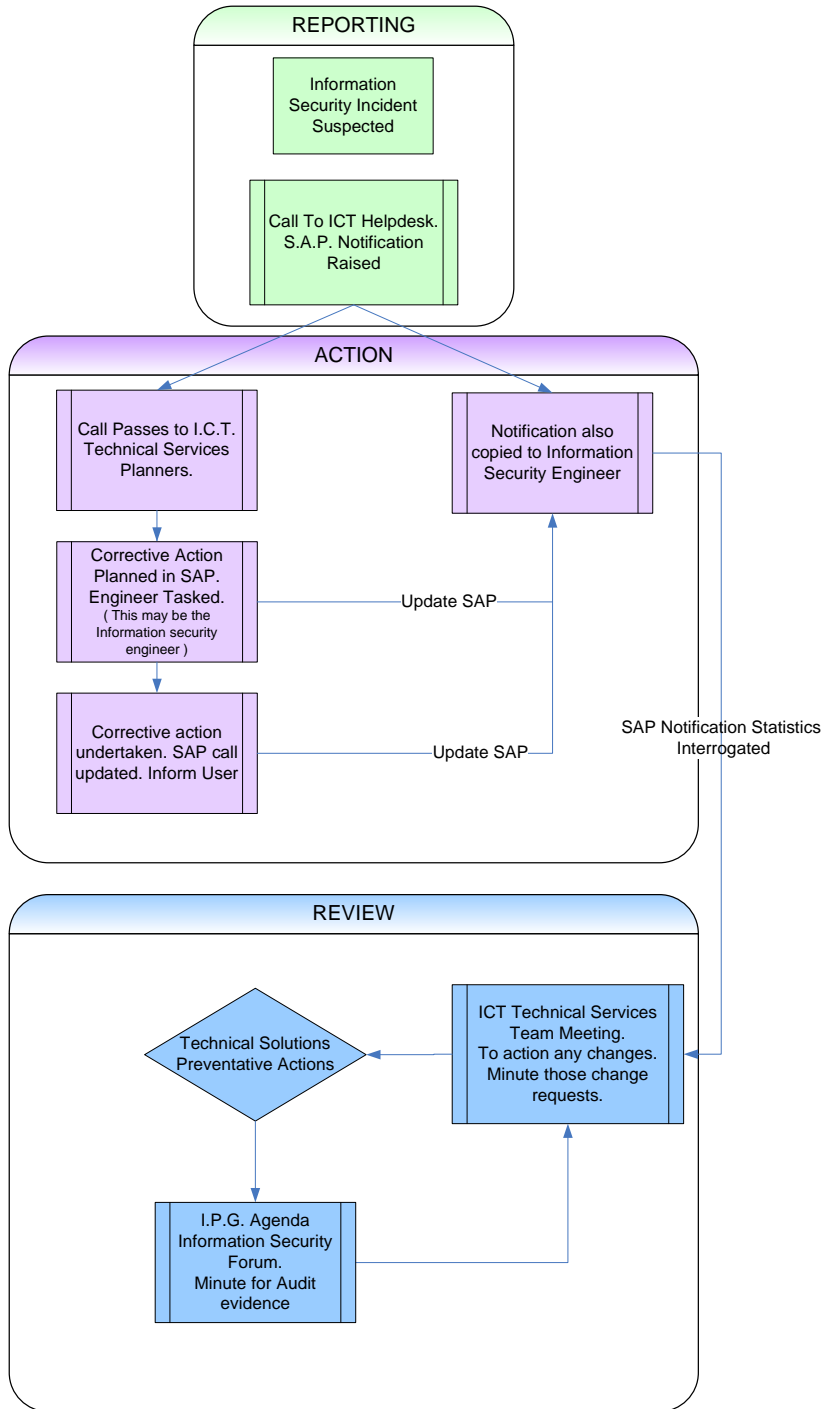 REPORTING
Information
Security Incident
Suspected
Call To ICT Helpdesk.
S.A.P. Notification
Raised
ACTION
Call Passes to I.C.T.
Technical Services
Planners.
Notification also
copied to Information
Security Engineer
Corrective Action
Planned in SAP.
Engineer Tasked.
( This may be the
Information security
engineer )
Update SAP
Corrective action
undertaken. SAP call
updated. Inform User
Update SAP
SAP Notification Statistics
Interrogated
REVIEW
ICT Technical Services
Team Meeting.
To action any changes.
Minute those change
requests.
Technical Solutions
Preventative Actions
I.P.G. Agenda
Information Security
Forum.
Minute for Audit
evidence